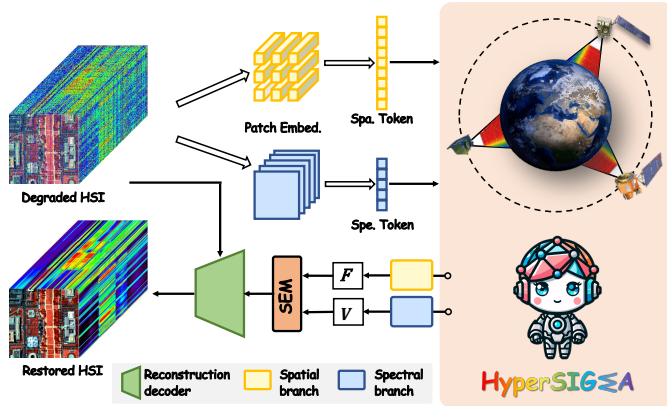 Patch Embed.
Spa. Token
Degraded HSI
Spe. Token
F
SEM
V
Restored HSI
Reconstruction
decoder
Spatial
branch
Spectral
branch
HyperSIGMA